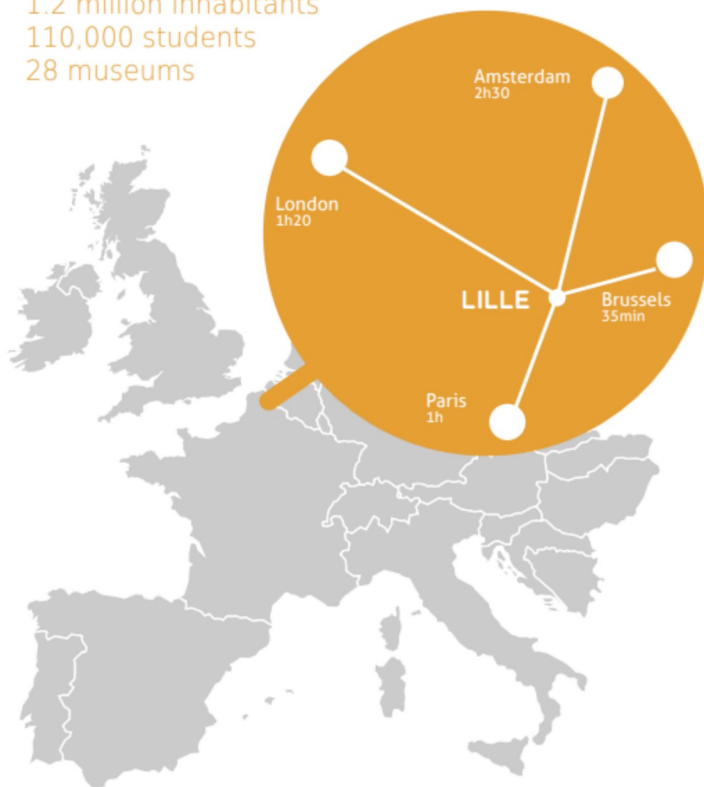 1.2 million inhabitants
110,000 students
28 museums
Amsterdam
2h30
London
1h20
LILLE
Brussels
35min
Paris
1h